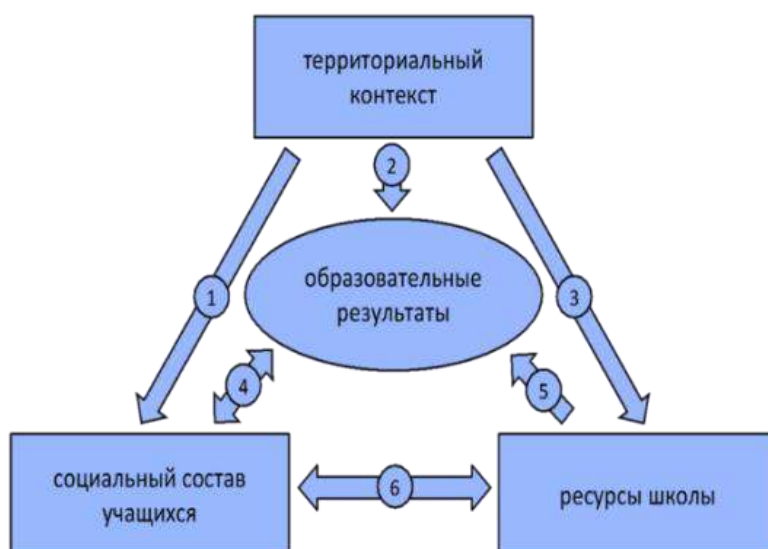 территориальный
контекст
2
образовательные
результаты
1
3
4
5
социальный состав
учащихся
6
ресурсы школы